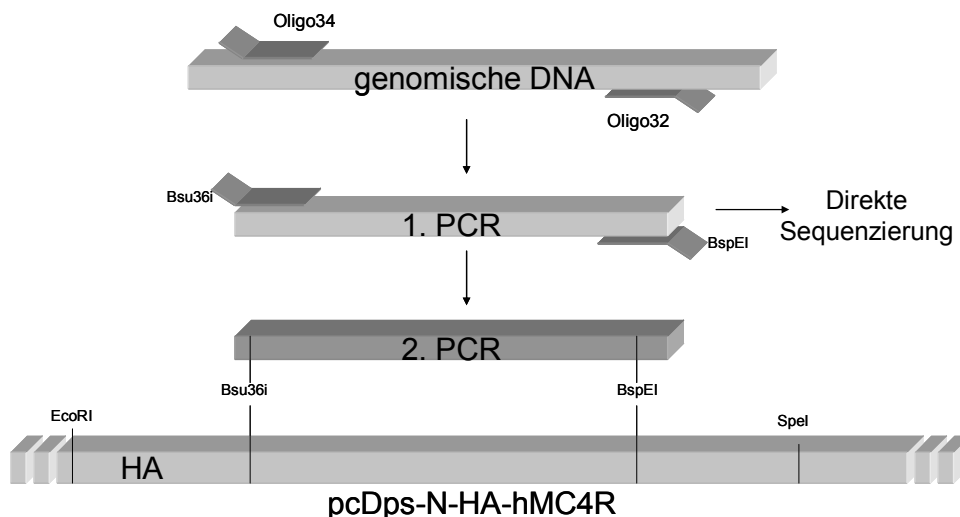 Oligo34
genomische DNA
Oligo32
Bsu36i
1. PCR
BspEI
Direkte
Sequenzierung
2. PCR
Bsu36i
BspEI
EcoRI
SpeI
HA
pcDps-N-HA-hMC4R